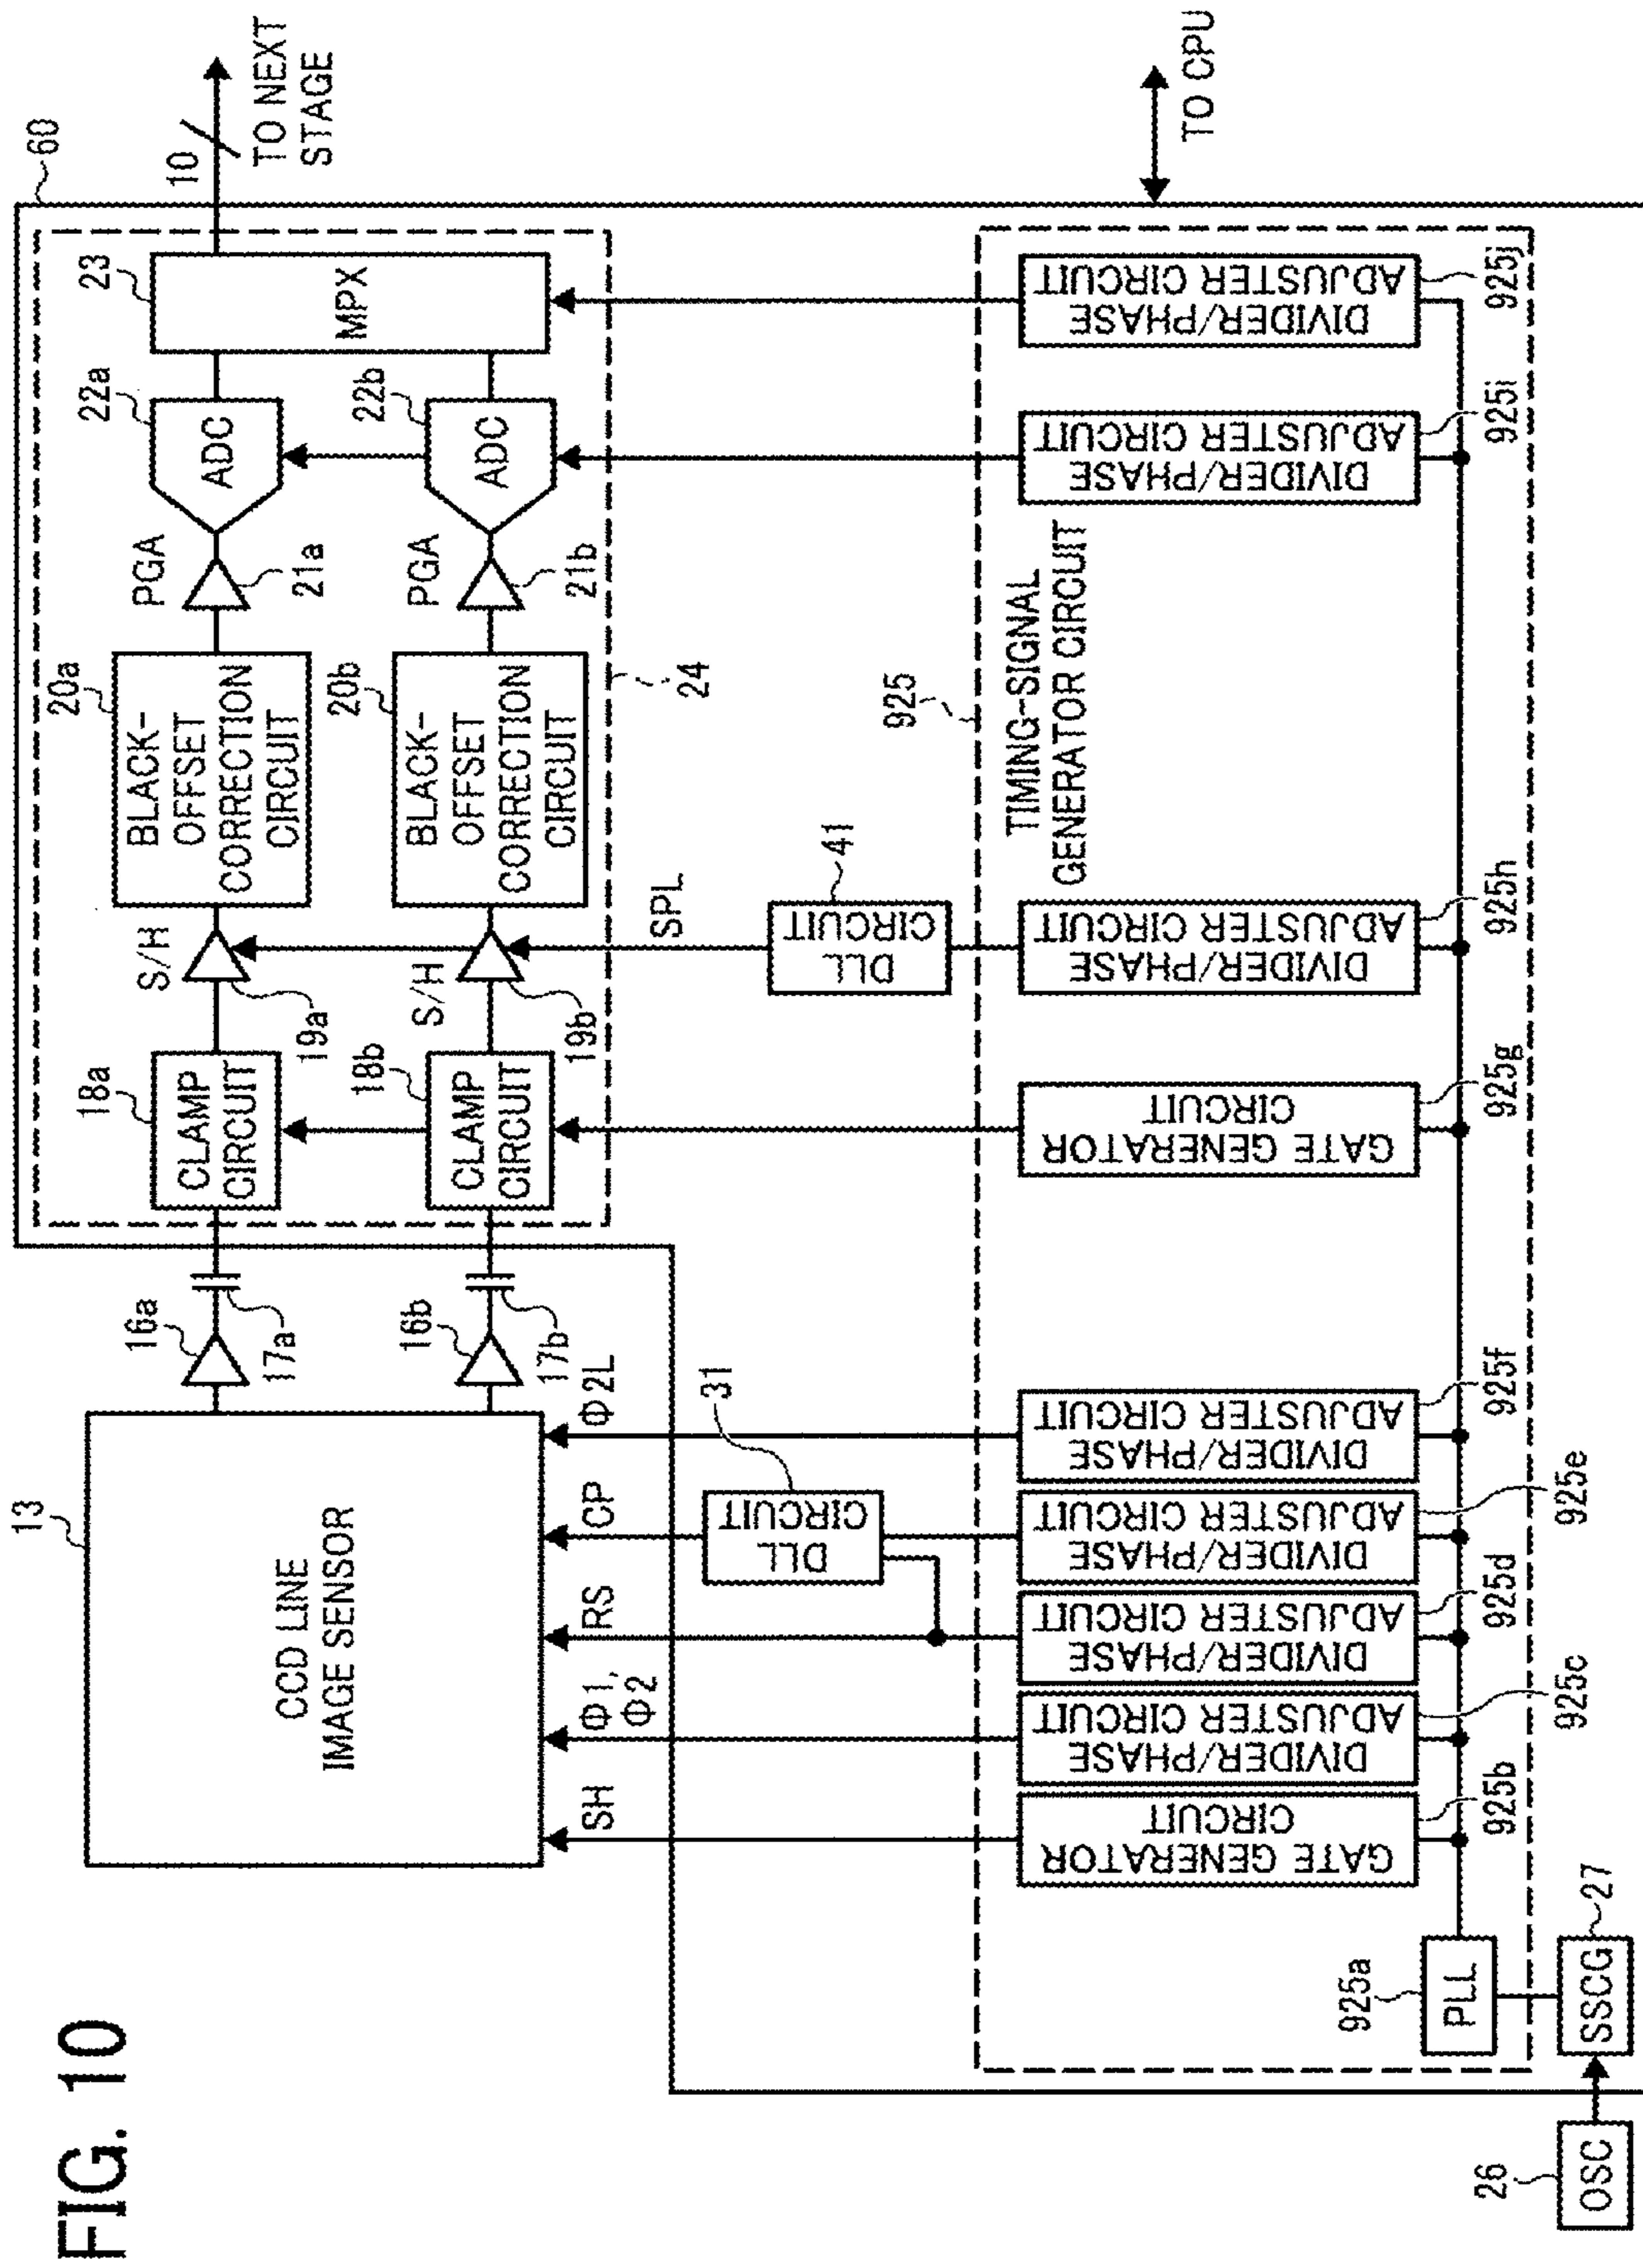 FIG. 10
13
CCD LINE
IMAGE SENSOR
16a
17a
16b
17b
60
18a
CLAMP
CIRCUIT
18b
CLAMP
CIRCUIT
S/H
19a
S/H
19b
20a
BLACK-
OFFSET
CORRECTION
CIRCUIT
20b
BLACK-
OFFSET
CORRECTION
CIRCUIT
PGA
21a
PGA
21b
22a
ADC
22b
ADC
23
MPX
24
10
TO NEXT
STAGE
SH
Φ1,
Φ2
RS
CP
Φ2L
SPL
31
DLL
CIRCUIT
41
DLL
CIRCUIT
TO CPU
925
TIMING-SIGNAL
GENERATOR CIRCUIT
GATE GENERATOR
CIRCUIT
925b
DIVIDER/PHASE
ADJUSTER CIRCUIT
925c
DIVIDER/PHASE
ADJUSTER CIRCUIT
925d
DIVIDER/PHASE
ADJUSTER CIRCUIT
925e
DIVIDER/PHASE
ADJUSTER CIRCUIT
925f
GATE GENERATOR
CIRCUIT
925g
DIVIDER/PHASE
ADJUSTER CIRCUIT
925h
DIVIDER/PHASE
ADJUSTER CIRCUIT
925i
DIVIDER/PHASE
ADJUSTER CIRCUIT
925j
925a
PLL
26
OSC
SSCG
27